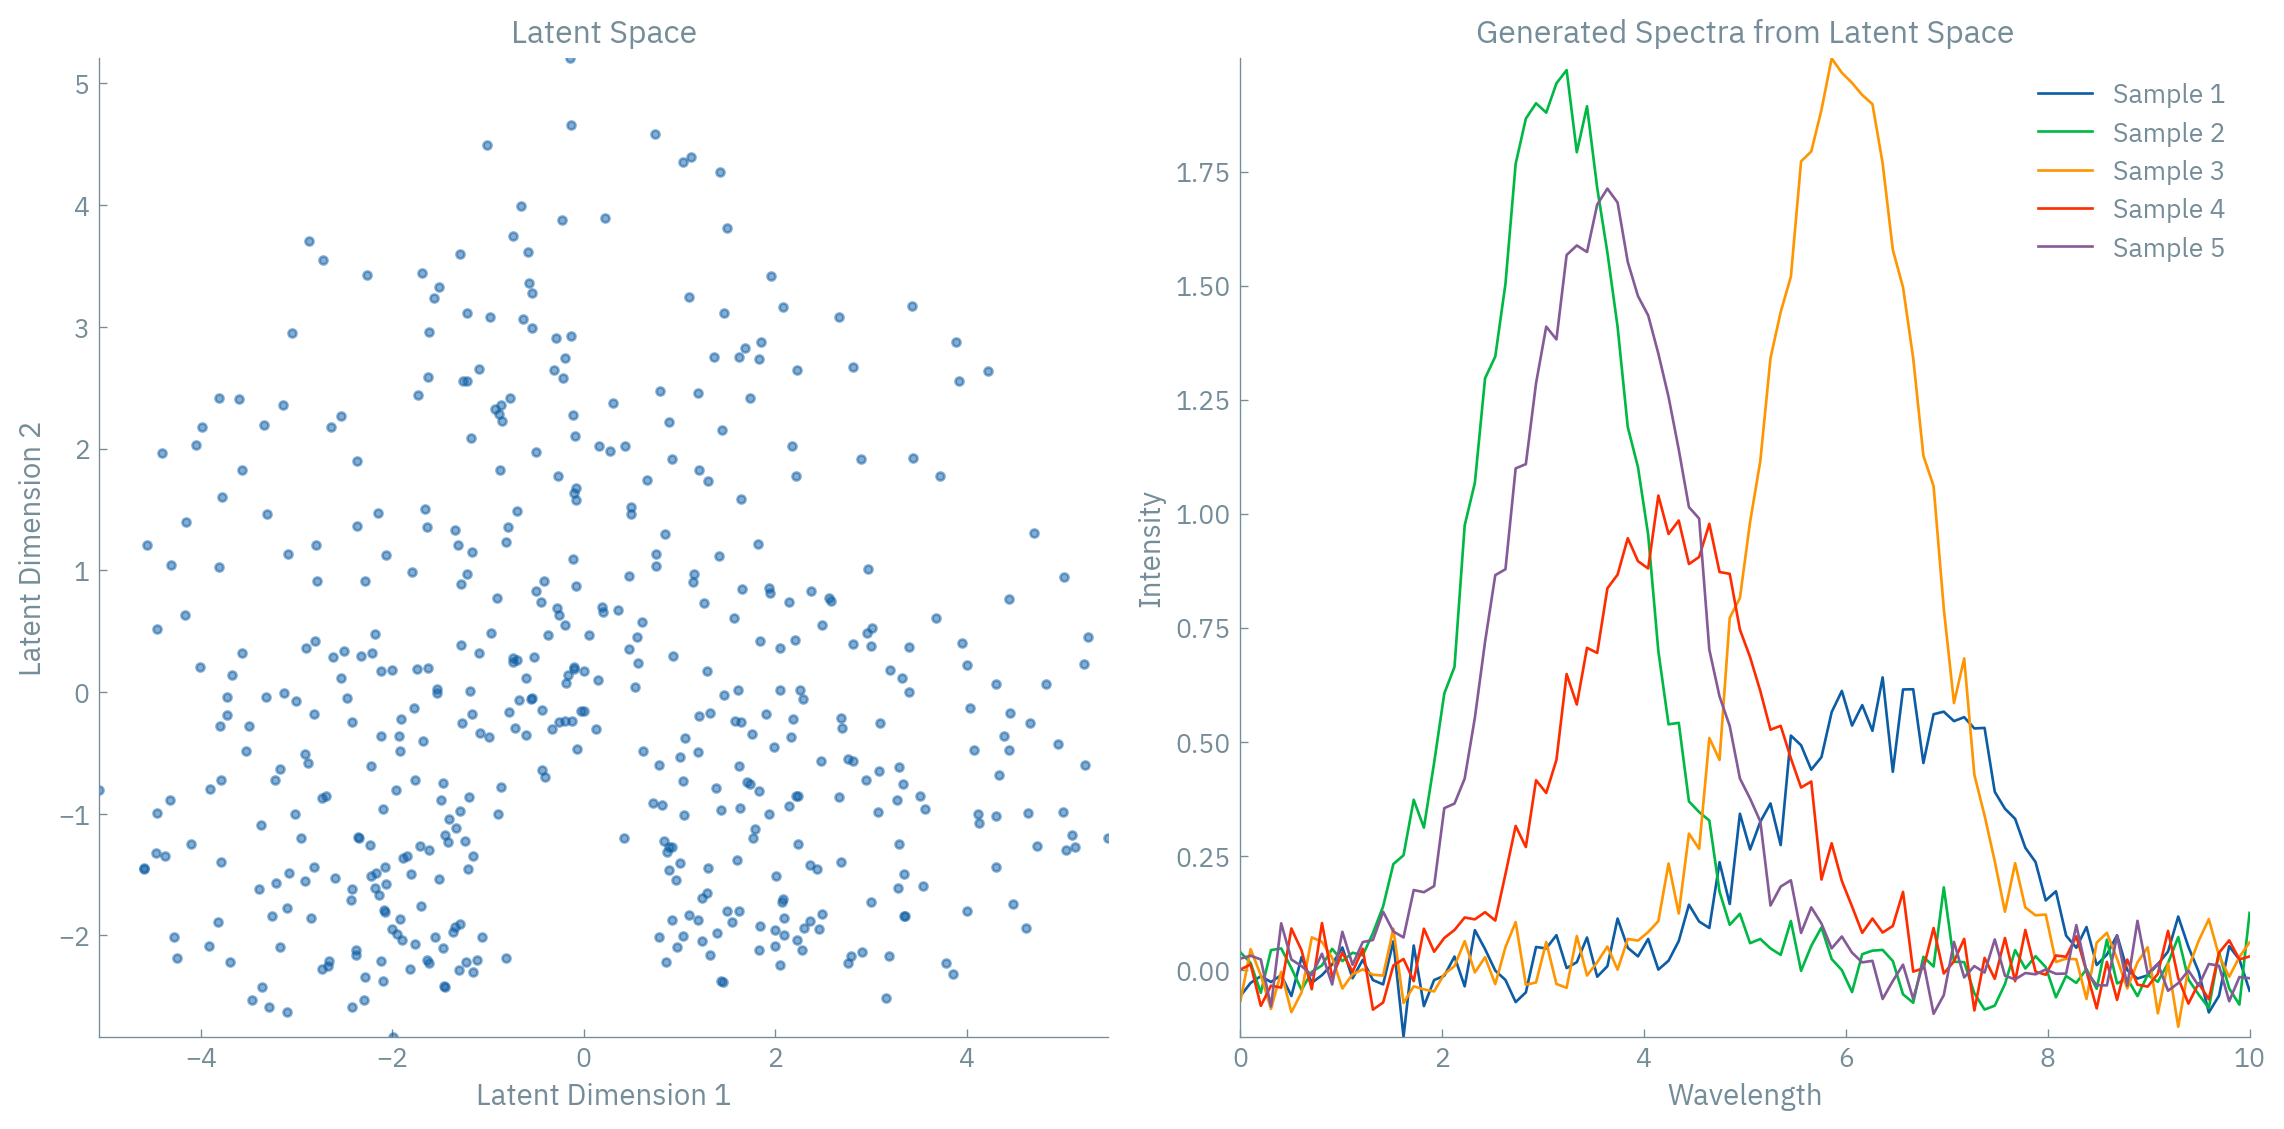 Latent Space
5
4
3
2
1
0
−1
−2
Latent Dimension 2
−4
−2
0
2
4
Latent Dimension 1
Generated Spectra from Latent Space
1.75
1.50
1.25
1.00
0.75
0.50
0.25
0.00
Intensity
0
2
4
6
8
10
Wavelength
Sample 1
Sample 2
Sample 3
Sample 4
Sample 5